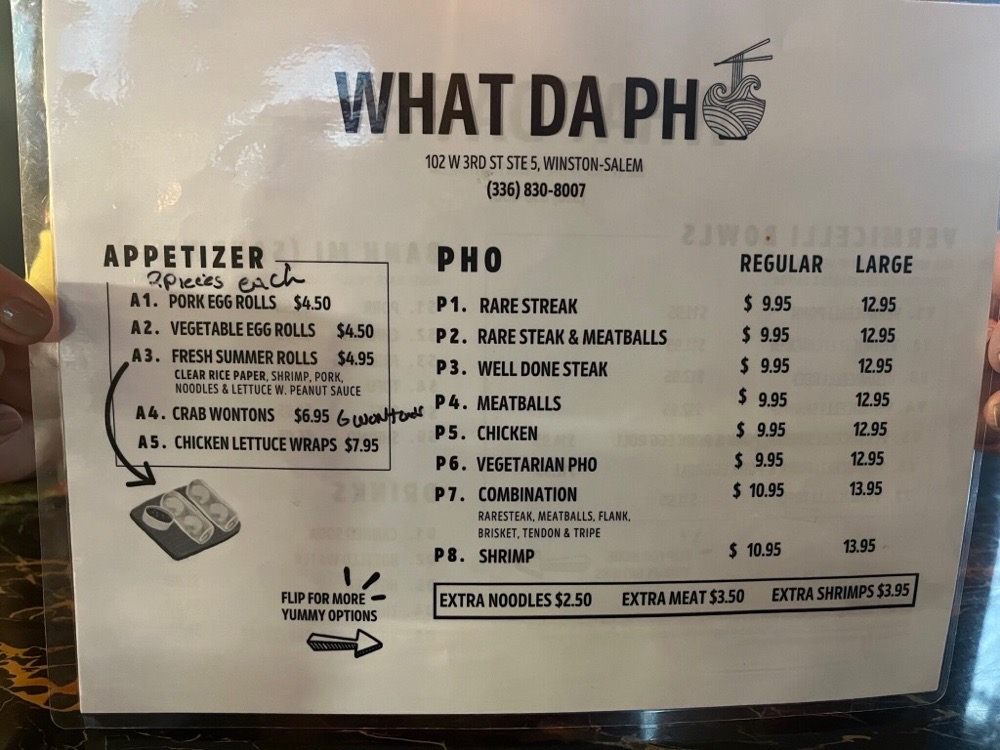 WHAT DA PHO
102 W 3RD ST STE 5, WINSTON-SALEM
(336) 830-8007
APPETIZER
2 pieces each
A1. PORK EGG ROLLS $4.50
A2. VEGETABLE EGG ROLLS $4.50
A3. FRESH SUMMER ROLLS $4.95
CLEAR RICE PAPER, SHRIMP, PORK,
NOODLES & LETTUCE W. PEANUT SAUCE
A4. CRAB WONTONS $6.95 6 wontons
A5. CHICKEN LETTUCE WRAPS $7.95
FLIP FOR MORE
YUMMY OPTIONS
PHO REGULAR LARGE
P1. RARE STREAK $ 9.95 12.95
P2. RARE STEAK & MEATBALLS $ 9.95 12.95
P3. WELL DONE STEAK $ 9.95 12.95
P4. MEATBALLS $ 9.95 12.95
P5. CHICKEN $ 9.95 12.95
P6. VEGETARIAN PHO $ 9.95 12.95
P7. COMBINATION $ 10.95 13.95
RARESTEAK, MEATBALLS, FLANK,
BRISKET, TENDON & TRIPE
P8. SHRIMP $ 10.95 13.95
EXTRA NOODLES $2.50 EXTRA MEAT $3.50 EXTRA SHRIMPS $3.95